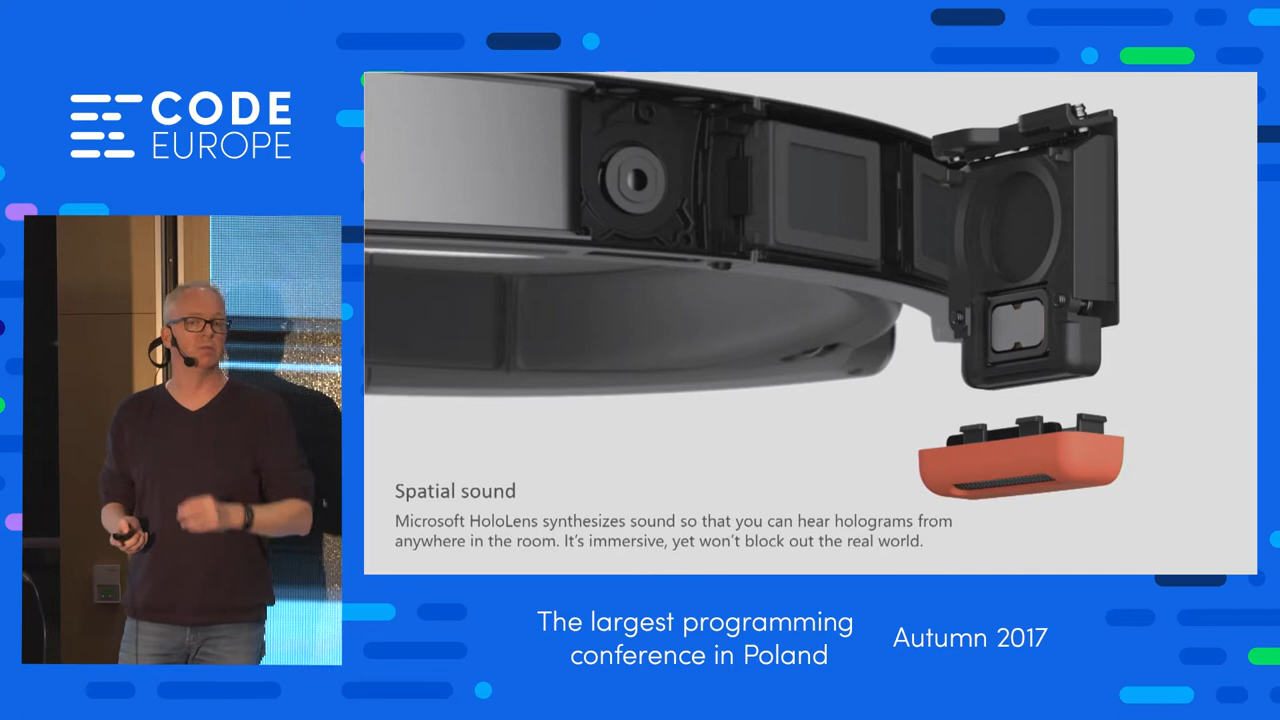 CODE
EUROPE
Spatial sound
Microsoft HoloLens synthesizes sound so that you can hear holograms from
anywhere in the room. It's immersive, yet won't block out the real world.
The largest programming
conference in Poland
Autumn 2017